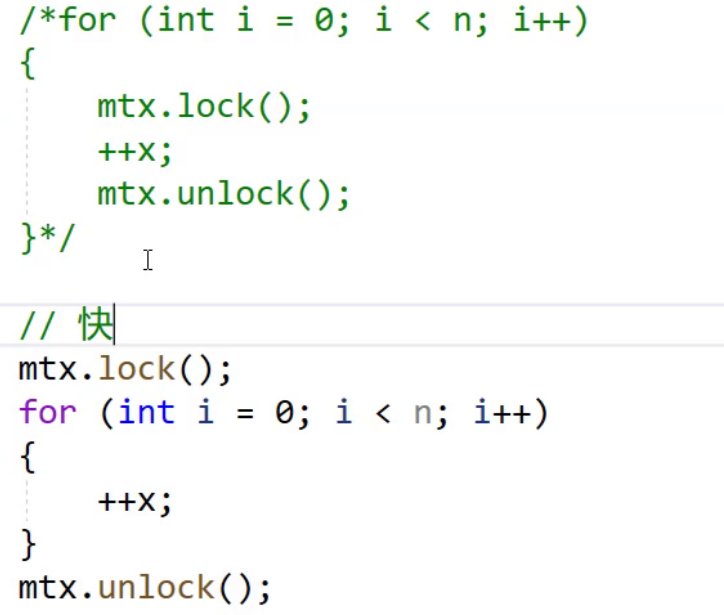 /*for (int i = 0; i < n; i++)
{
    mtx.lock();
    ++x;
    mtx.unlock();
}*/
// 快
mtx.lock();
for (int i = 0; i < n; i++)
{
    ++x;
}
mtx.unlock();